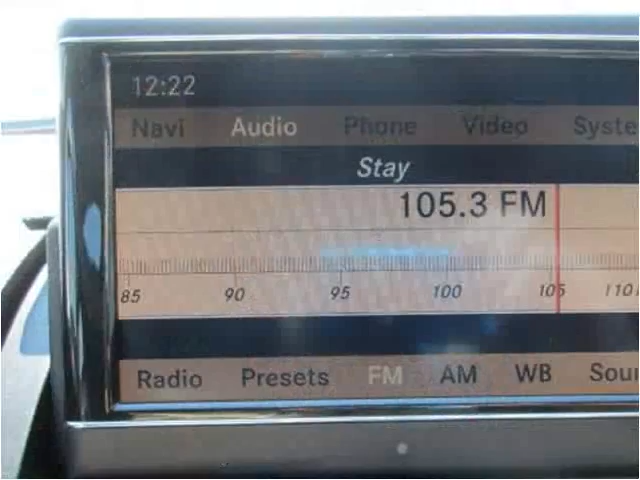 12:22
Navi Audio Phone Video Syste
Stay
105.3 FM
85 90 95 100 105 110
Radio Presets FM AM WB Soun